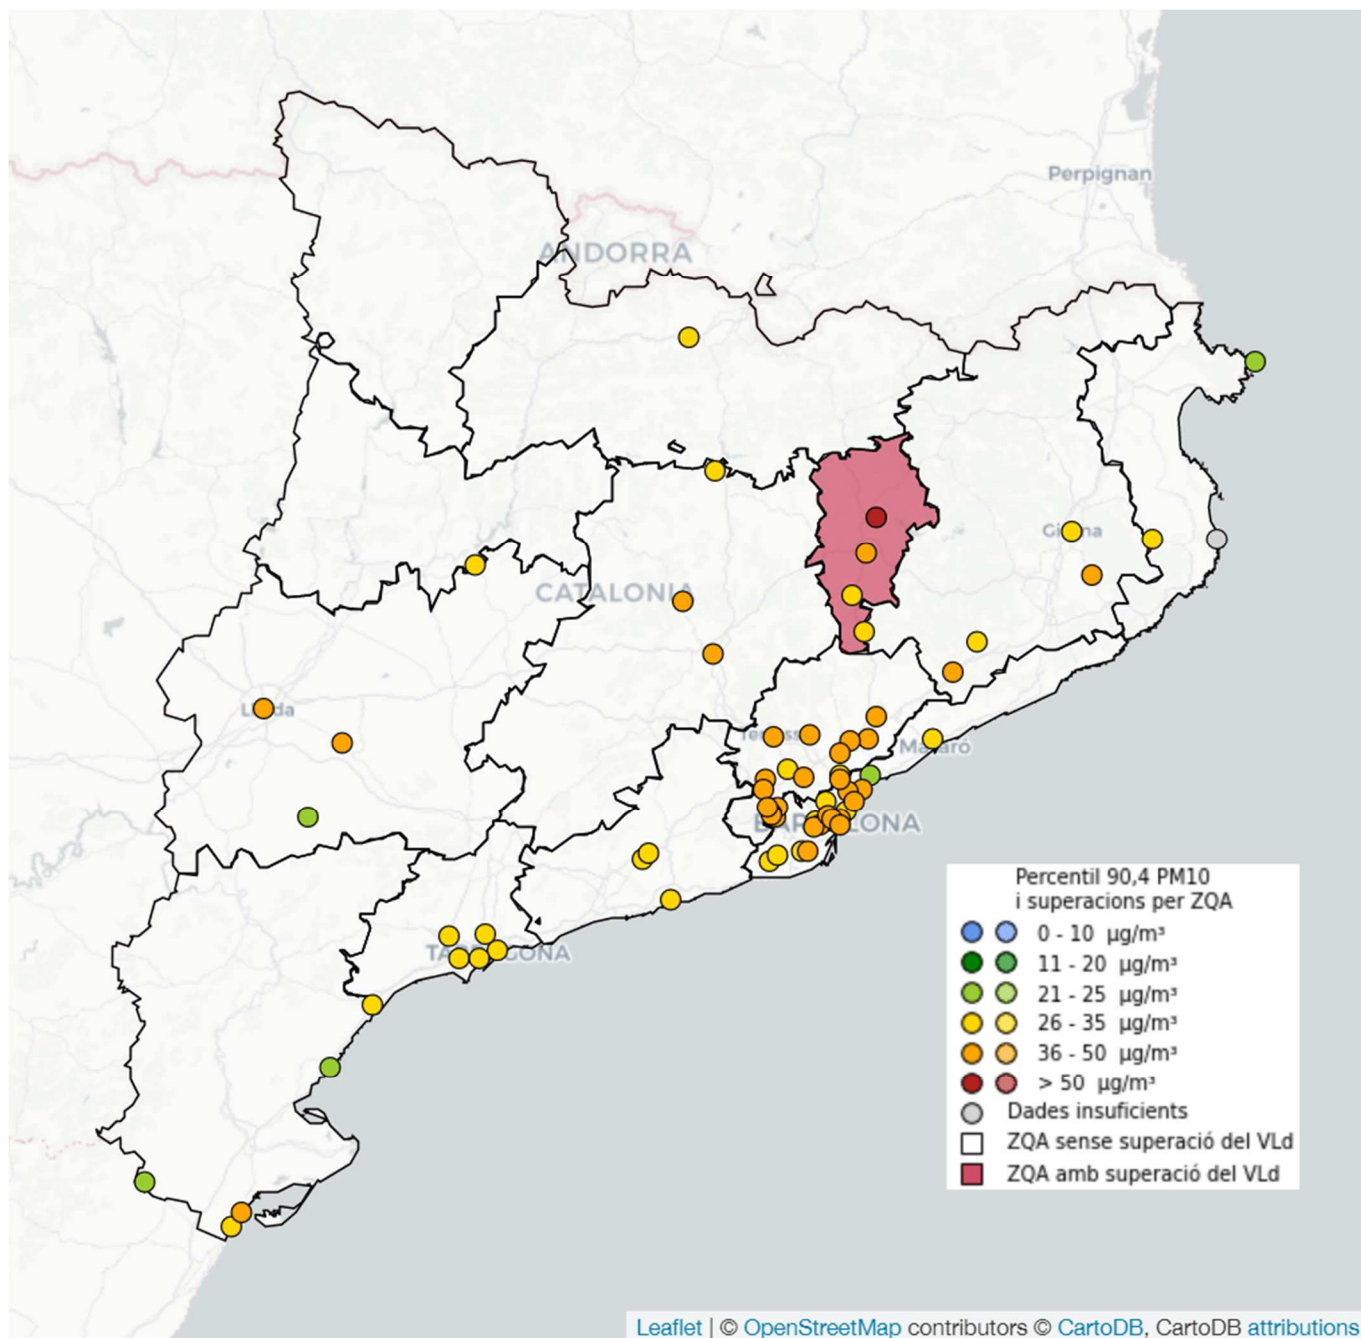 Perpignan
ANDORRA
Girona
CATALONIA
Lleida
Mataró
BARCELONA
TARRAGONA
Percentil 90,4 PM10
i superacions per ZQA
0 - 10 µg/m³
11 - 20 µg/m³
21 - 25 µg/m³
26 - 35 µg/m³
36 - 50 µg/m³
> 50 µg/m³
Dades insuficients
ZQA sense superació del VLd
ZQA amb superació del VLd
Leaflet | © OpenStreetMap contributors © CartoDB, CartoDB attributions